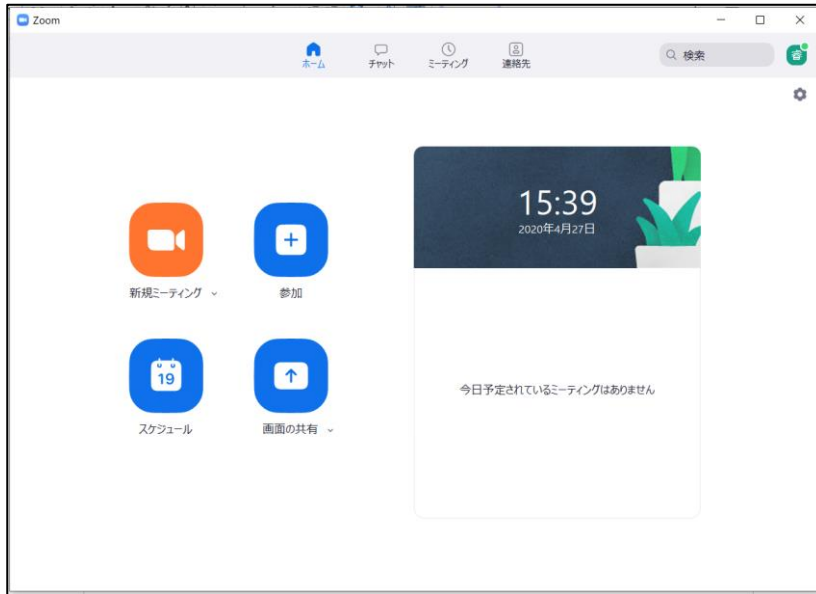 Zoom
ホーム
チャット
ミーティング
連絡先
検索
容
15:39
2020年4月27日
新規ミーティング
参加
19
スケジュール
画面の共有
今日予定されているミーティングはありません